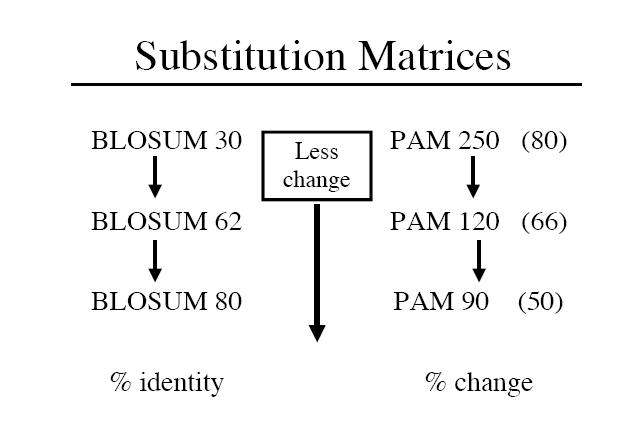 Substitution Matrices
BLOSUM 30
BLOSUM 62
BLOSUM 80
% identity
Less
change
PAM 250 (80)
PAM 120 (66)
PAM 90 (50)
% change